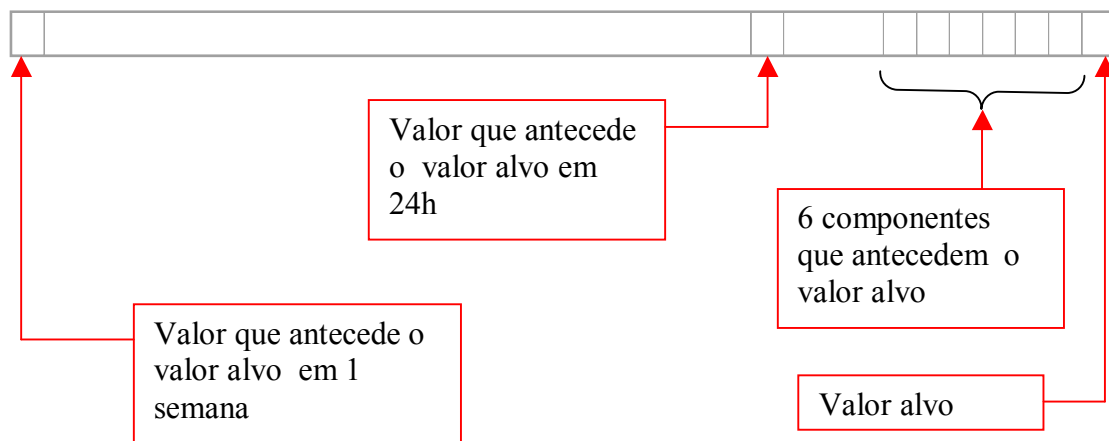 Valor que antecede
o valor alvo em
24h
6 componentes
que antecedem o
valor alvo
Valor que antecede o
valor alvo em 1
semana
Valor alvo